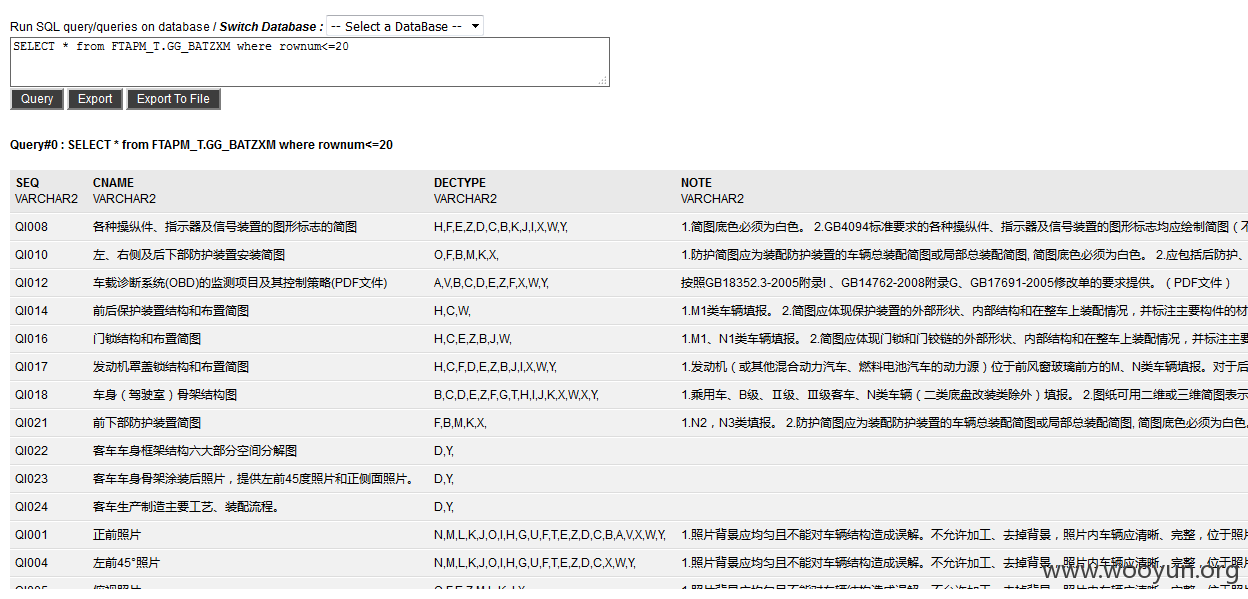 Run SQL query/queries on database / Switch Database : -- Select a DataBase --
SELECT * from FTAPM_T.GG_BATZXM where rownum<=20
Query Export Export To File
Query#0 : SELECT * from FTAPM_T.GG_BATZXM where rownum<=20
SEQ CNAME DECTYPE NOTE
VARCHAR2 VARCHAR2 VARCHAR2 VARCHAR2
QI008 各种操纵件、指示器及信号装置的图形标志的简图 H,F,E,Z,D,C,B,K,J,I,X,W,Y, 1.简图底色必须为白色。 2.GB4094标准要求的各种操纵件、指示器及信号装置的图形标志均应绘制简图（不
QI010 左、右侧及后下部防护装置安装简图 O,F,B,M,K,X, 1.防护简图应为装配防护装置的车辆总装配简图或局部总装配简图, 简图底色必须为白色。 2.应包括后防护、
QI012 车载诊断系统(OBD)的监测项目及其控制策略(PDF文件) A,V,B,C,D,E,Z,F,X,W,Y, 按照GB18352.3-2005附录I 、GB14762-2008附录G、GB17691-2005修改单的要求提供。（ PDF文件 ）
QI014 前后保护装置结构和布置简图 H,C,W, 1.M1类车辆填报。 2.简图应体现保护装置的外部形状、内部结构和在整车上装配情况，并标注主要构件的材
QI016 门锁结构和布置简图 H,C,E,Z,B,J,W, 1.M1、N1类车辆填报。 2.简图应体现门锁和门铰链的外部形状、内部结构和在整车上装配情况，并标注主要
QI017 发动机罩盖锁结构和布置简图 H,C,F,D,E,Z,B,J,I,X,W,Y, 1.发动机（或其他混合动力汽车、燃料电池汽车的动力源）位于前风窗玻璃前方的M、N类车辆填报。对于后
QI018 车身（驾驶室）骨架结构图 B,C,D,E,Z,F,G,T,H,I,J,K,X,W,X,Y, 1.乘用车、B级、Ⅱ级、Ⅲ级客车、N类车辆（二类底盘改装类除外）填报。 2.图纸可用二维或三维简图表示
QI021 前下部防护装置简图 F,B,M,K,X, 1.N2，N3类填报。 2.防护简图应为装配防护装置的车辆总装配简图或局部总装配简图, 简图底色必须为白色。
QI022 客车车身框架结构六大部分空间分解图 D,Y,
QI023 客车车身骨架涂装后照片，提供左前45度照片和正侧面照片。 D,Y,
QI024 客车生产制造主要工艺、装配流程。 D,Y,
QI001 正前照片 N,M,L,K,J,O,I,H,G,U,F,T,E,Z,D,C,B,A,V,X,W,Y, 1.照片背景应均匀且不能对车辆结构造成误解。不允许加工、去掉背景，照片内车辆应清晰、完整，位于照片
QI004 左前45°照片 N,M,L,K,J,O,I,H,G,U,F,T,E,Z,D,C,X,W,Y, 1.照片背景应均匀且不能对车辆结构造成误解。不允许加工、去掉背景，照片内车辆应清晰、完整，位于照片
www.wooyun.org